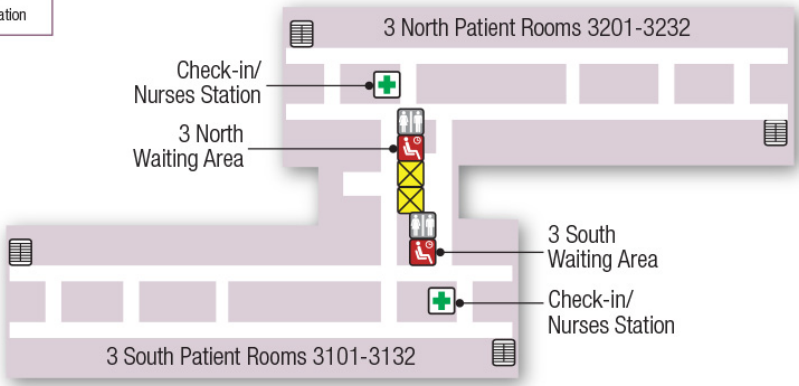 ation
3 North Patient Rooms 3201-3232
Check-in/
Nurses Station
3 North
Waiting Area
3 South
Waiting Area
Check-in/
Nurses Station
3 South Patient Rooms 3101-3132